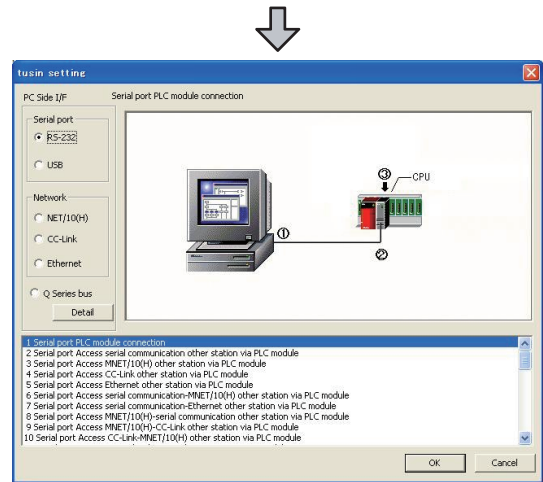 tusin setting
PC Side I/F
Serial port PLC module connection
Serial port
RS-232
USB
Network
NET/10(H)
CC-Link
Ethernet
Q Series bus
Detail
③
CPU
①
②
1 Serial port PLC module connection
2 Serial port Access serial communication other station via PLC module
3 Serial port Access MNET/10(H) other station via PLC module
4 Serial port Access CC-Link other station via PLC module
5 Serial port Access Ethernet other station via PLC module
6 Serial port Access serial communication-MNET/10(H) other station via PLC module
7 Serial port Access serial communication-Ethernet other station via PLC module
8 Serial port Access MNET/10(H)-serial communication other station via PLC module
9 Serial port Access MNET/10(H)-CC-Link other station via PLC module
10 Serial port Access CC-Link-MNET/10(H) other station via PLC module
OK
Cancel